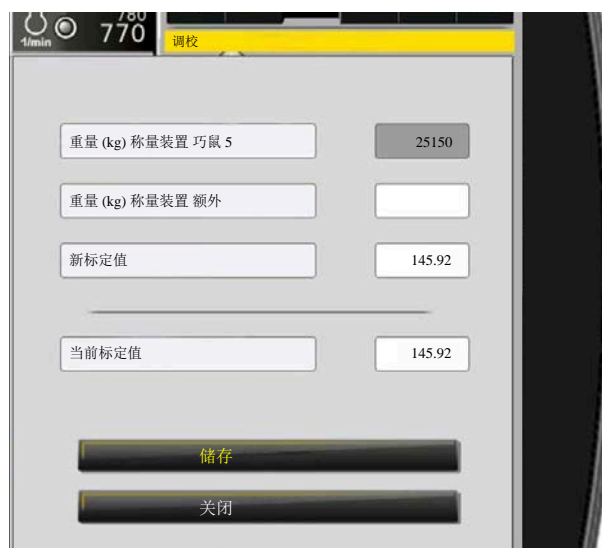 780
1/min 770
调校
重量 (kg) 称量装置 巧鼠 5 25150
重量 (kg) 称量装置 额外
新标定值 145.92
当前标定值 145.92
储存
关闭